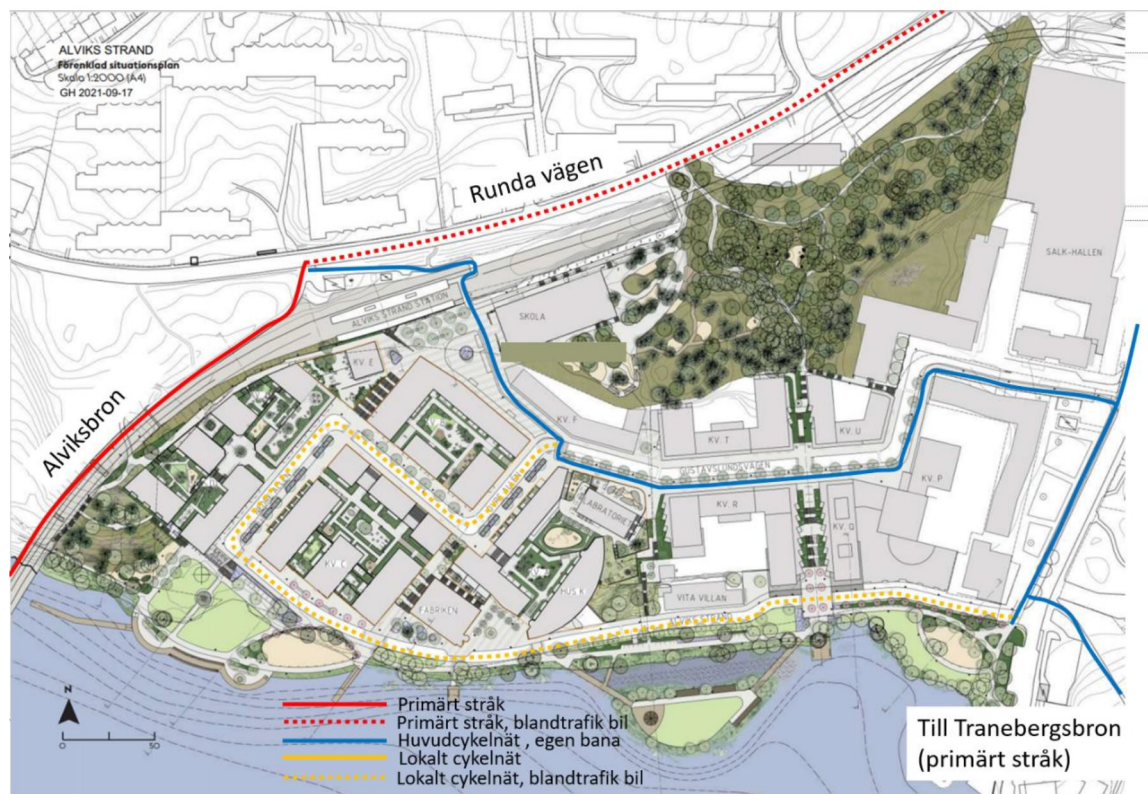 ALVIKS STRAND
Förenklad situationsplan
Skala 1:2000 (A4)
GH 2021-09-17
Runda vägen
SALK-HALLEN
ALVIKS STRAND STATION
SKOLA
KV. E
Alviksbron
KV. F
KV. T
KV. U
GUSTAVSLUNDSVÄGEN
KV. P
KV. R
KV. Q
LABRATORIET
KV. C
HUS K
VITA VILLAN
FABRIKEN
N
0
50
Primärt stråk
Primärt stråk, blandtrafik bil
Huvudcykelnät , egen bana
Lokalt cykelnät
Lokalt cykelnät, blandtrafik bil
Till Tranebergsbron
(primärt stråk)